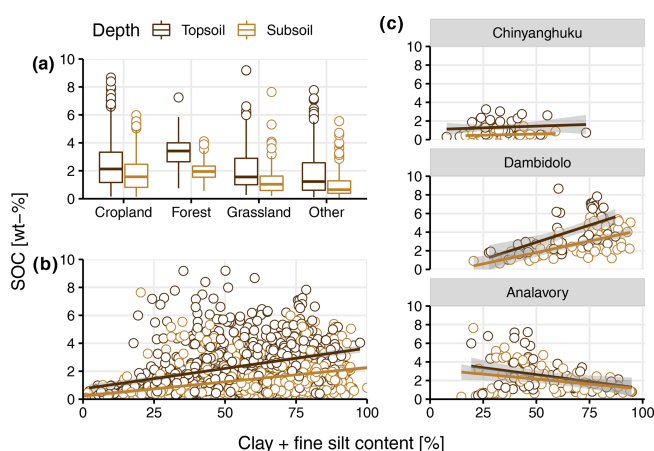 Depth Topsoil Subsoil
(a)
10
8
6
4
2
0
Cropland Forest Grassland Other
SOC [wt−%]
(b)
10
8
6
4
2
0
0 25 50 75 100
Clay + fine silt content [%]
(c)
Chinyanghuku
10
8
6
4
2
0
Dambidolo
10
8
6
4
2
0
Analavory
10
8
6
4
2
0
0 25 50 75 100